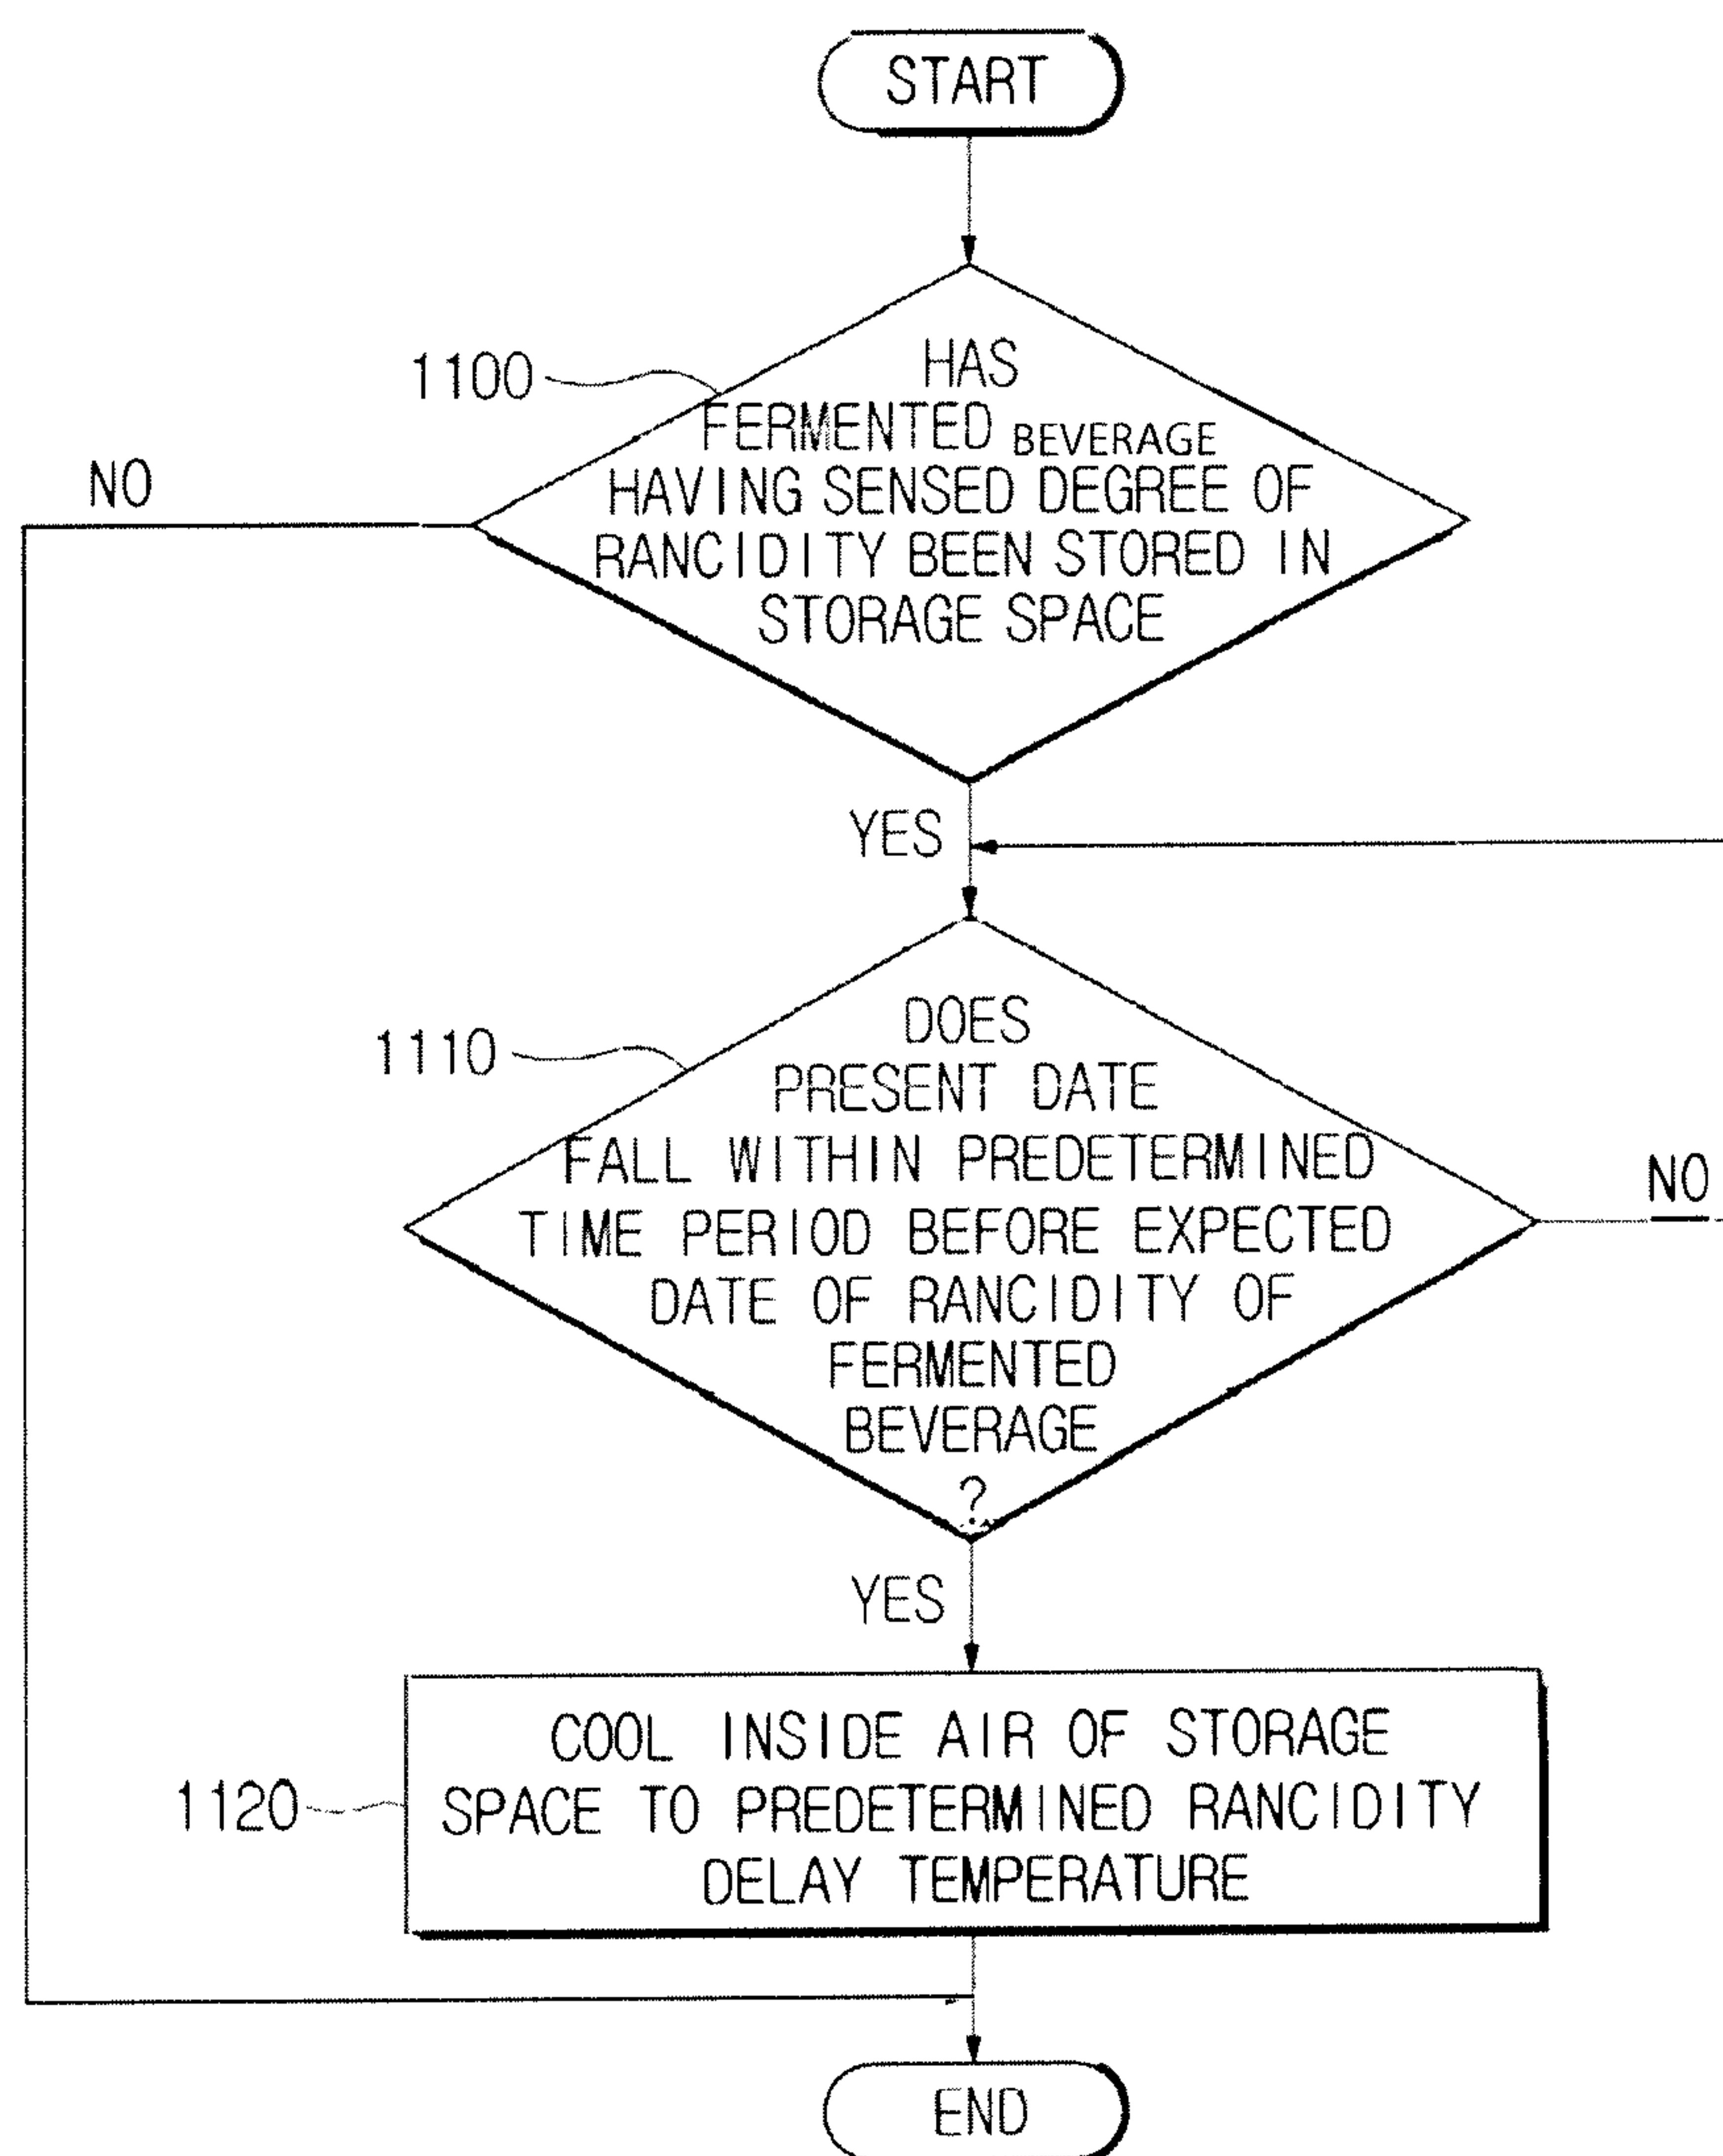 START
HAS
1100
FERMENTED BEVERAGE
NO
HAVING SENSED DEGREE OF
RANCIDITY BEEN STORED IN
STORAGE SPACE
YES
DOES
1110
PRESENT DATE
FALL WITHIN PREDETERMINED
NO
TIME PERIOD BEFORE EXPECTED
DATE OF RANCIDITY OF
FERMENTED
BEVERAGE
?
YES
COOL INSIDE AIR OF STORAGE
1120
SPACE TO PREDETERMINED RANCIDITY
DELAY TEMPERATURE
END